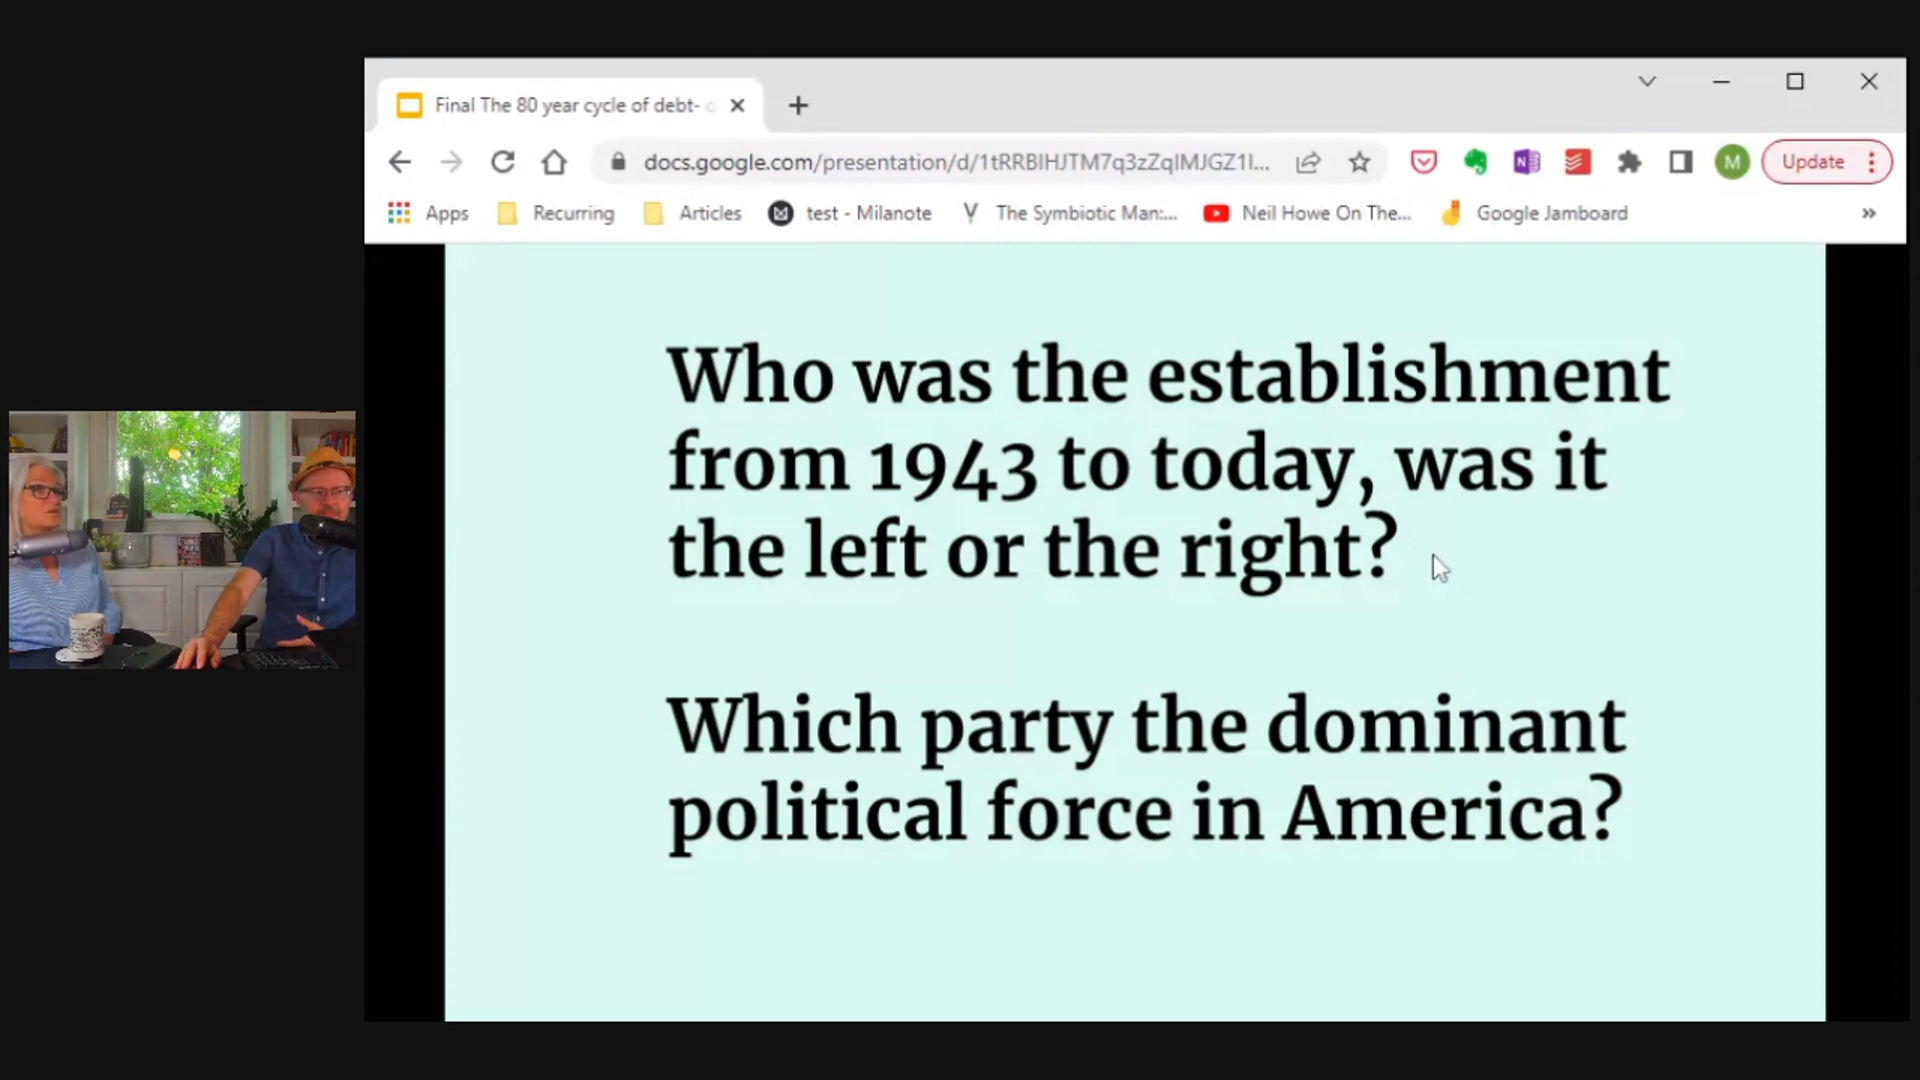 Final The 80 year cycle of debt-
docs.google.com/presentation/d/1tRRBIHJTM7q3zZqIMJGZ1I...
M
Update
Apps
Recurring
Articles
test - Milanote
The Symbiotic Man:...
Neil Howe On The...
Google Jamboard
»
Who was the establishment
from 1943 to today, was it
the left or the right?
Which party the dominant
political force in America?